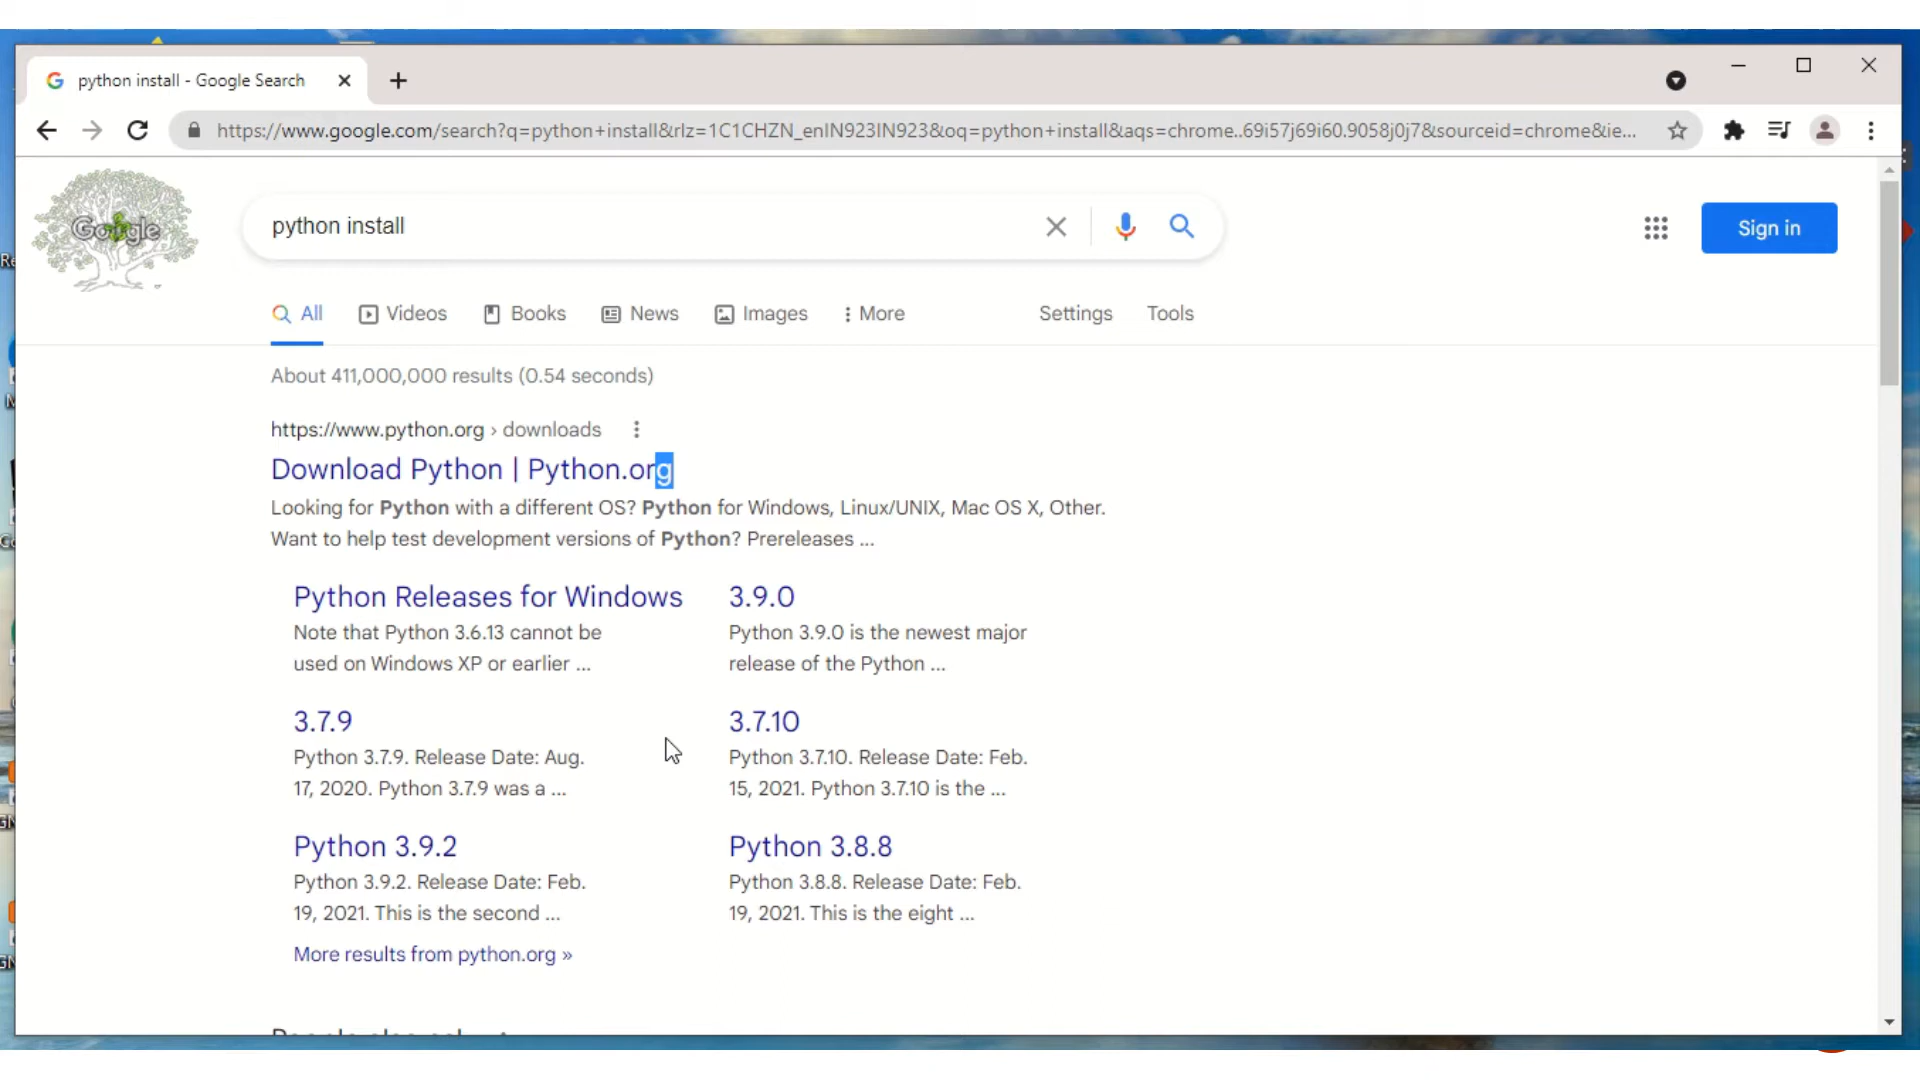 python install - Google Search
https://www.google.com/search?q=python+install&rlz=1C1CHZN_enIN923IN923&oq=python+install&aqs=chrome..69i57j69i60.9058j0j7&sourceid=chrome&ie...
Google
python install
Sign in
All Videos Books News Images More Settings Tools
About 411,000,000 results (0.54 seconds)
https://www.python.org › downloads
Download Python | Python.org
Looking for Python with a different OS? Python for Windows, Linux/UNIX, Mac OS X, Other.
Want to help test development versions of Python? Prereleases ...
Python Releases for Windows
Note that Python 3.6.13 cannot be
used on Windows XP or earlier ...
3.9.0
Python 3.9.0 is the newest major
release of the Python ...
3.7.9
Python 3.7.9. Release Date: Aug.
17, 2020. Python 3.7.9 was a ...
3.7.10
Python 3.7.10. Release Date: Feb.
15, 2021. Python 3.7.10 is the ...
Python 3.9.2
Python 3.9.2. Release Date: Feb.
19, 2021. This is the second ...
Python 3.8.8
Python 3.8.8. Release Date: Feb.
19, 2021. This is the eight ...
More results from python.org »